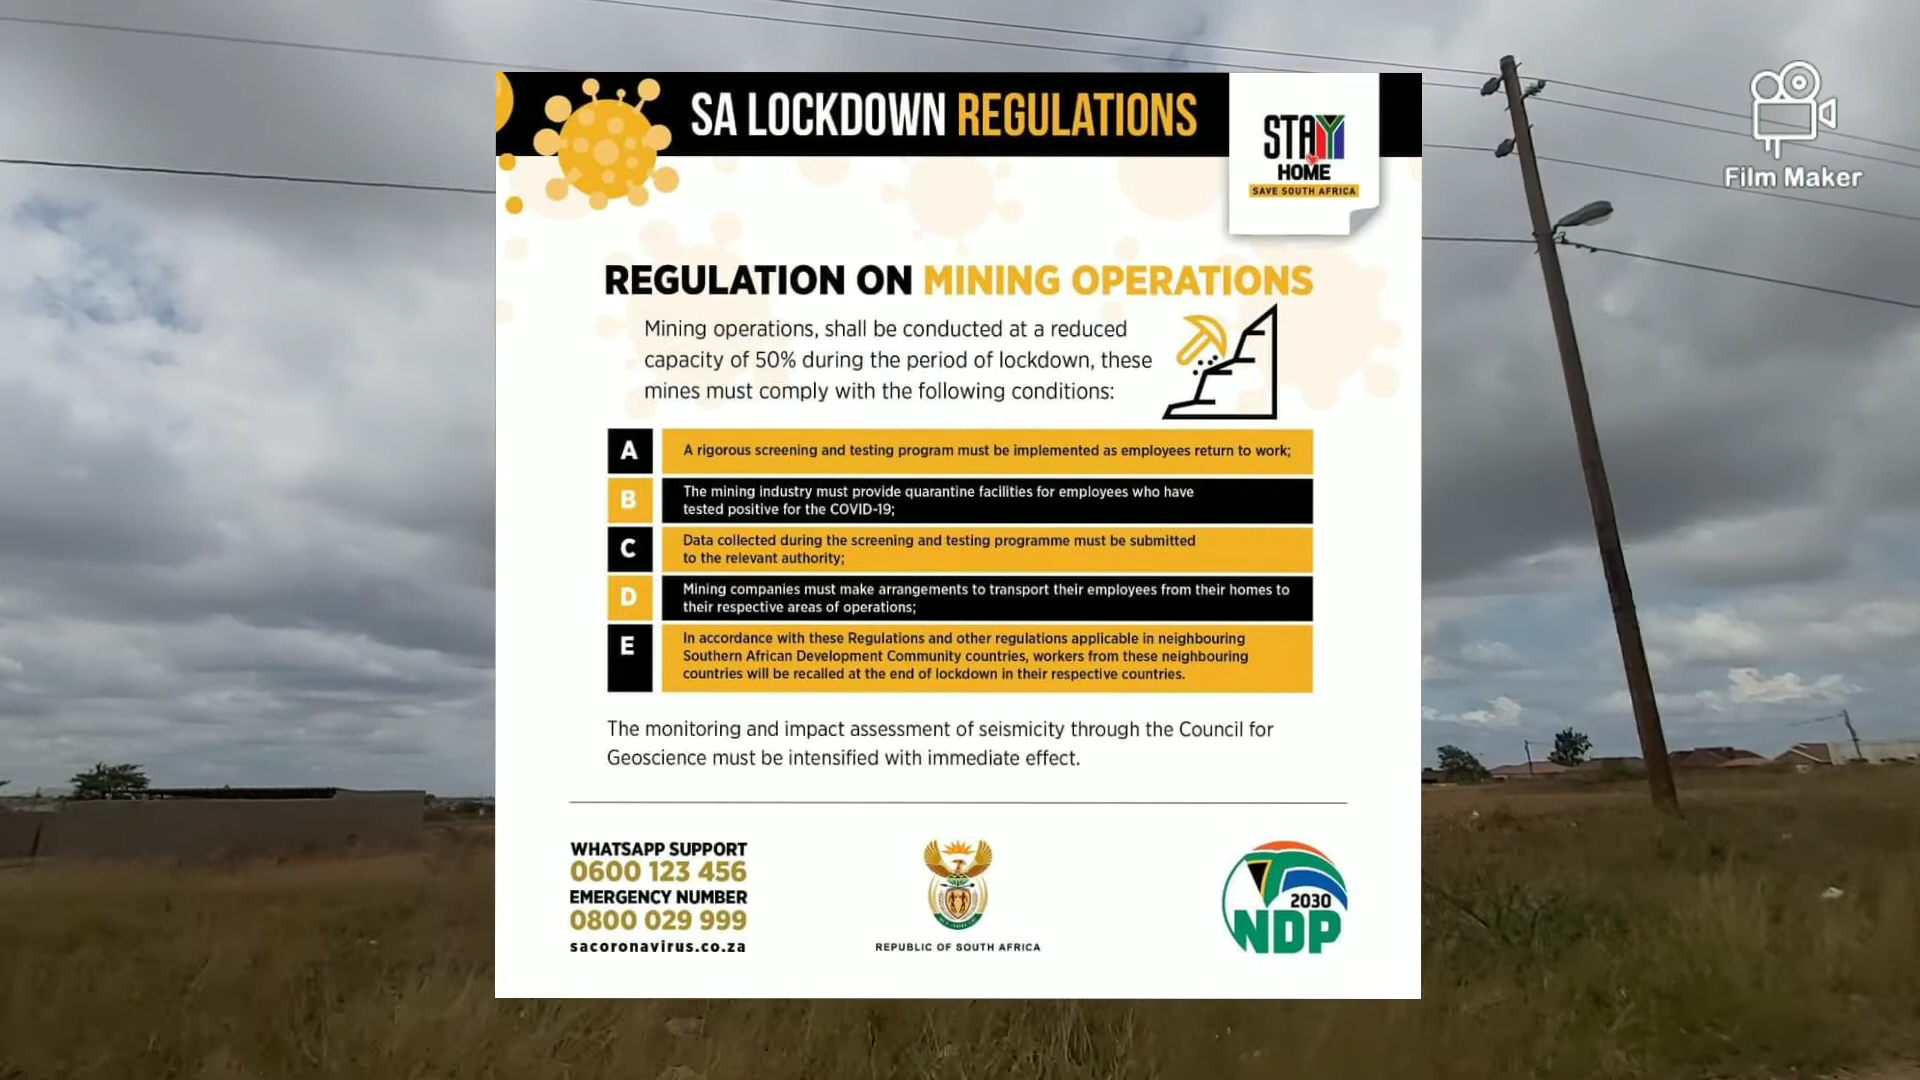 SA LOCKDOWN REGULATIONS
STAY
HOME
SAVE SOUTH AFRICA
Film Maker
REGULATION ON MINING OPERATIONS
Mining operations, shall be conducted at a reduced
capacity of 50% during the period of lockdown, these
mines must comply with the following conditions:
A
A rigorous screening and testing program must be implemented as employees return to work;
B
The mining industry must provide quarantine facilities for employees who have
tested positive for the COVID-19;
C
Data collected during the screening and testing programme must be submitted
to the relevant authority;
D
Mining companies must make arrangements to transport their employees from their homes to
their respective areas of operations;
E
In accordance with these Regulations and other regulations applicable in neighbouring
Southern African Development Community countries, workers from these neighbouring
countries will be recalled at the end of lockdown in their respective countries.
The monitoring and impact assessment of seismicity through the Council for
Geoscience must be intensified with immediate effect.
WHATSAPP SUPPORT
0600 123 456
EMERGENCY NUMBER
0800 029 999
sacoronavirus.co.za
REPUBLIC OF SOUTH AFRICA
2030
NDP